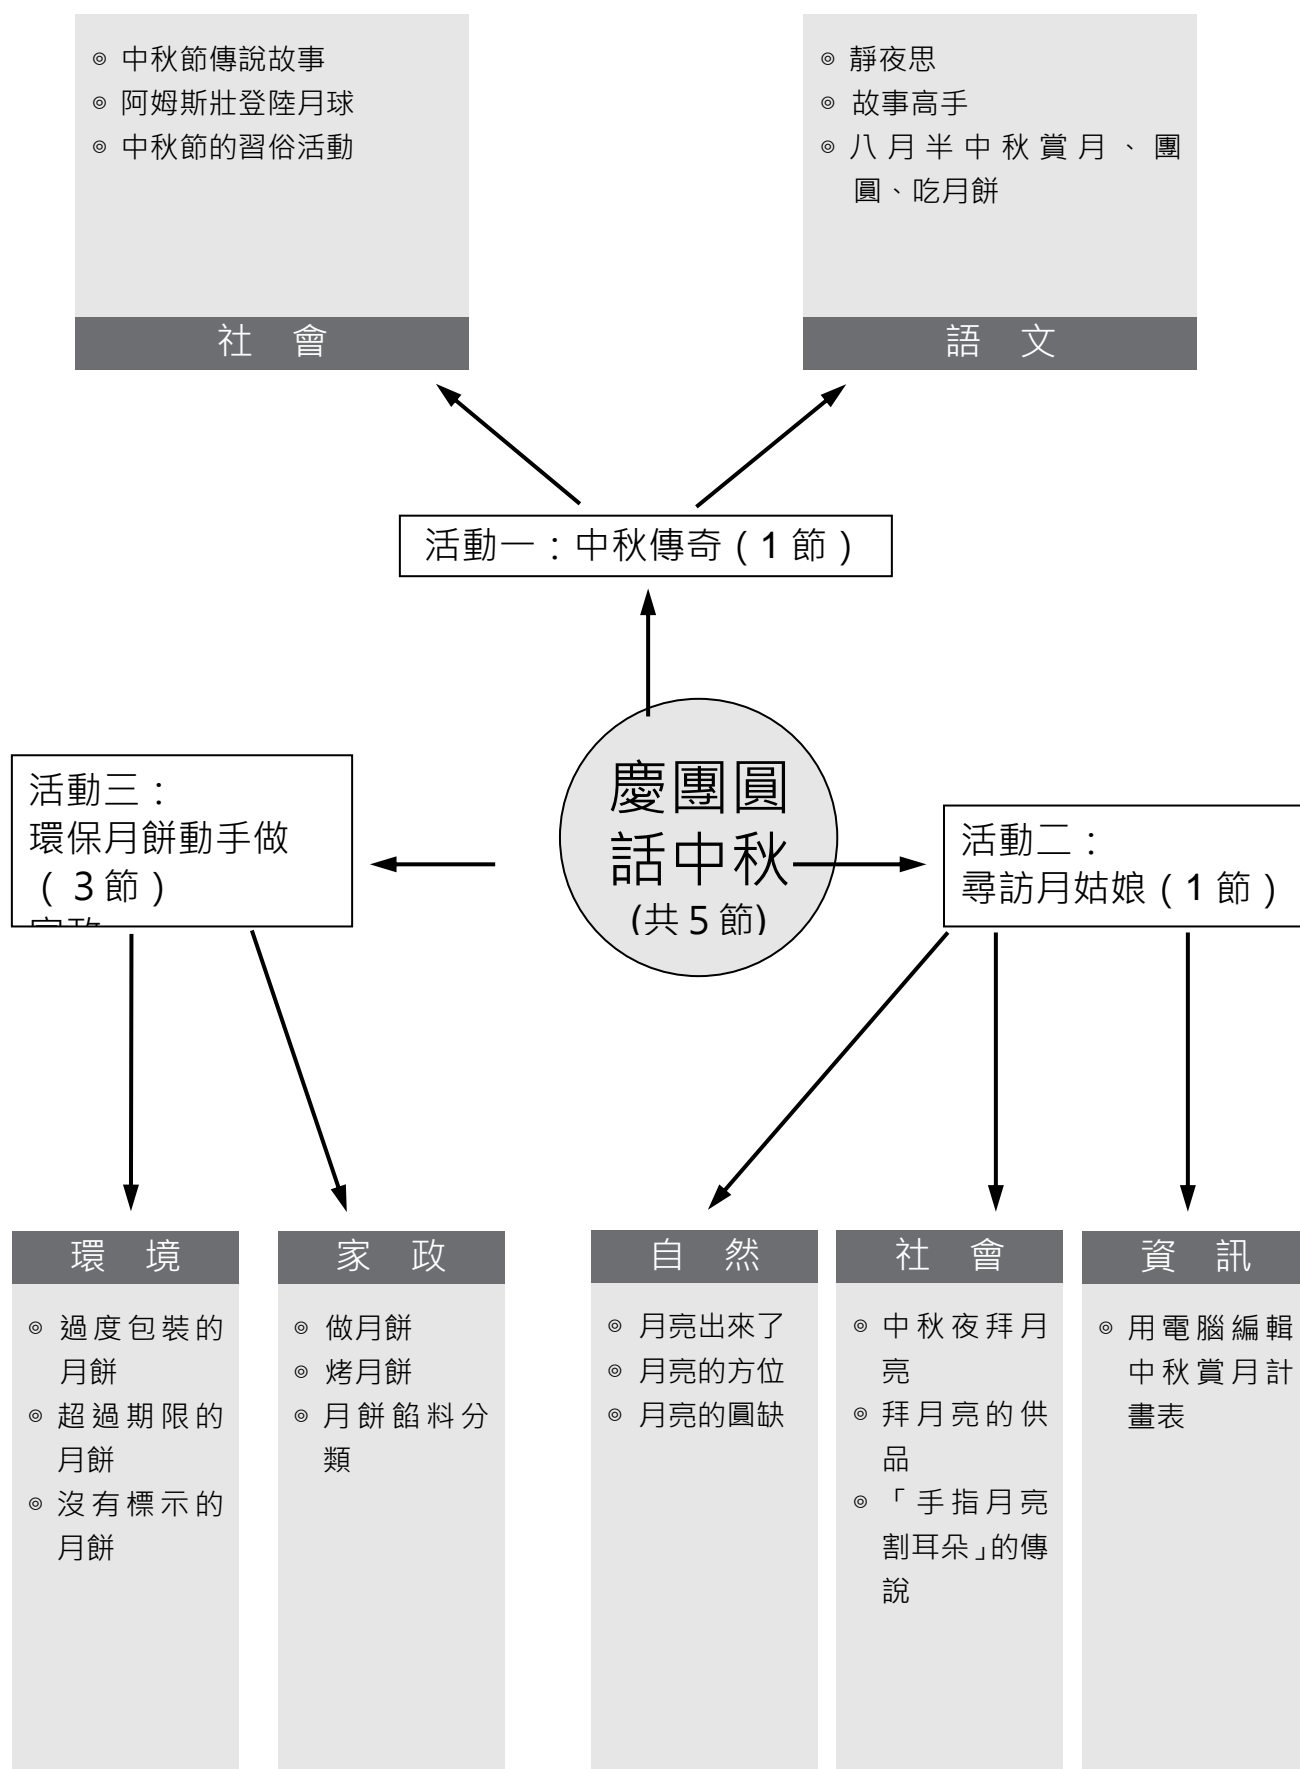 ◎ 中秋節傳說故事
◎ 阿姆斯壯登陸月球
◎ 中秋節的習俗活動
社 會
◎ 靜夜思
◎ 故事高手
◎ 八月半中秋賞月、團
圓、吃月餅
語 文
活動一：中秋傳奇（1 節）
慶團圓
話中秋
(共 5 節)
活動三：
環保月餅動手做
（3 節）
活動二：
尋訪月姑娘（1 節）
環 境
◎ 過度包裝的
月餅
◎ 超過期限的
月餅
◎ 沒有標示的
月餅
家 政
◎ 做月餅
◎ 烤月餅
◎ 月餅餡料分
類
自 然
◎ 月亮出來了
◎ 月亮的方位
◎ 月亮的圓缺
社 會
◎ 中秋夜拜月
亮
◎ 拜月亮的供
品
◎ 「手指月亮
割耳朵」的傳
說
資 訊
◎ 用電腦編輯
中秋賞月計
畫表